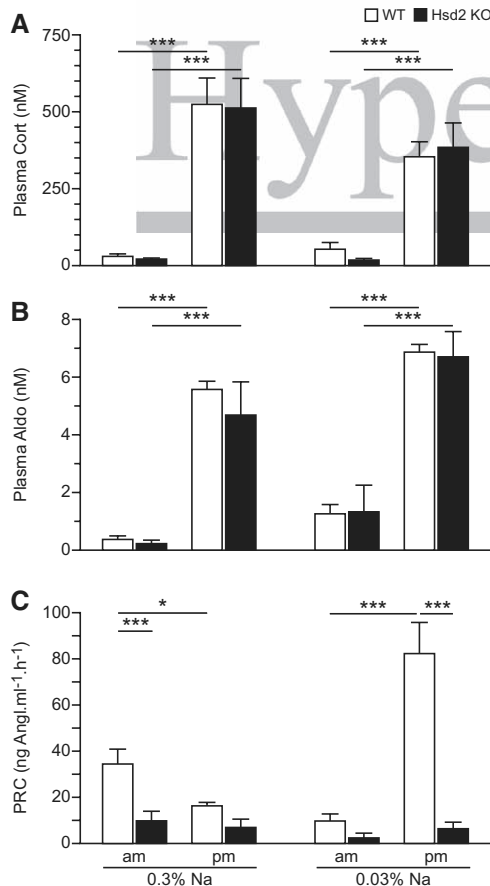 WT Hsd2 KO
A
Hype
*** ***
*** ***
750
500
250
0
Plasma Cort (nM)
B
*** ***
*** ***
8
6
4
2
0
Plasma Aldo (nM)
C
* *** ***
***
100
80
60
40
20
0
PRC (ng AngI.ml⁻¹.h⁻¹)
am pm am pm
0.3% Na 0.03% Na